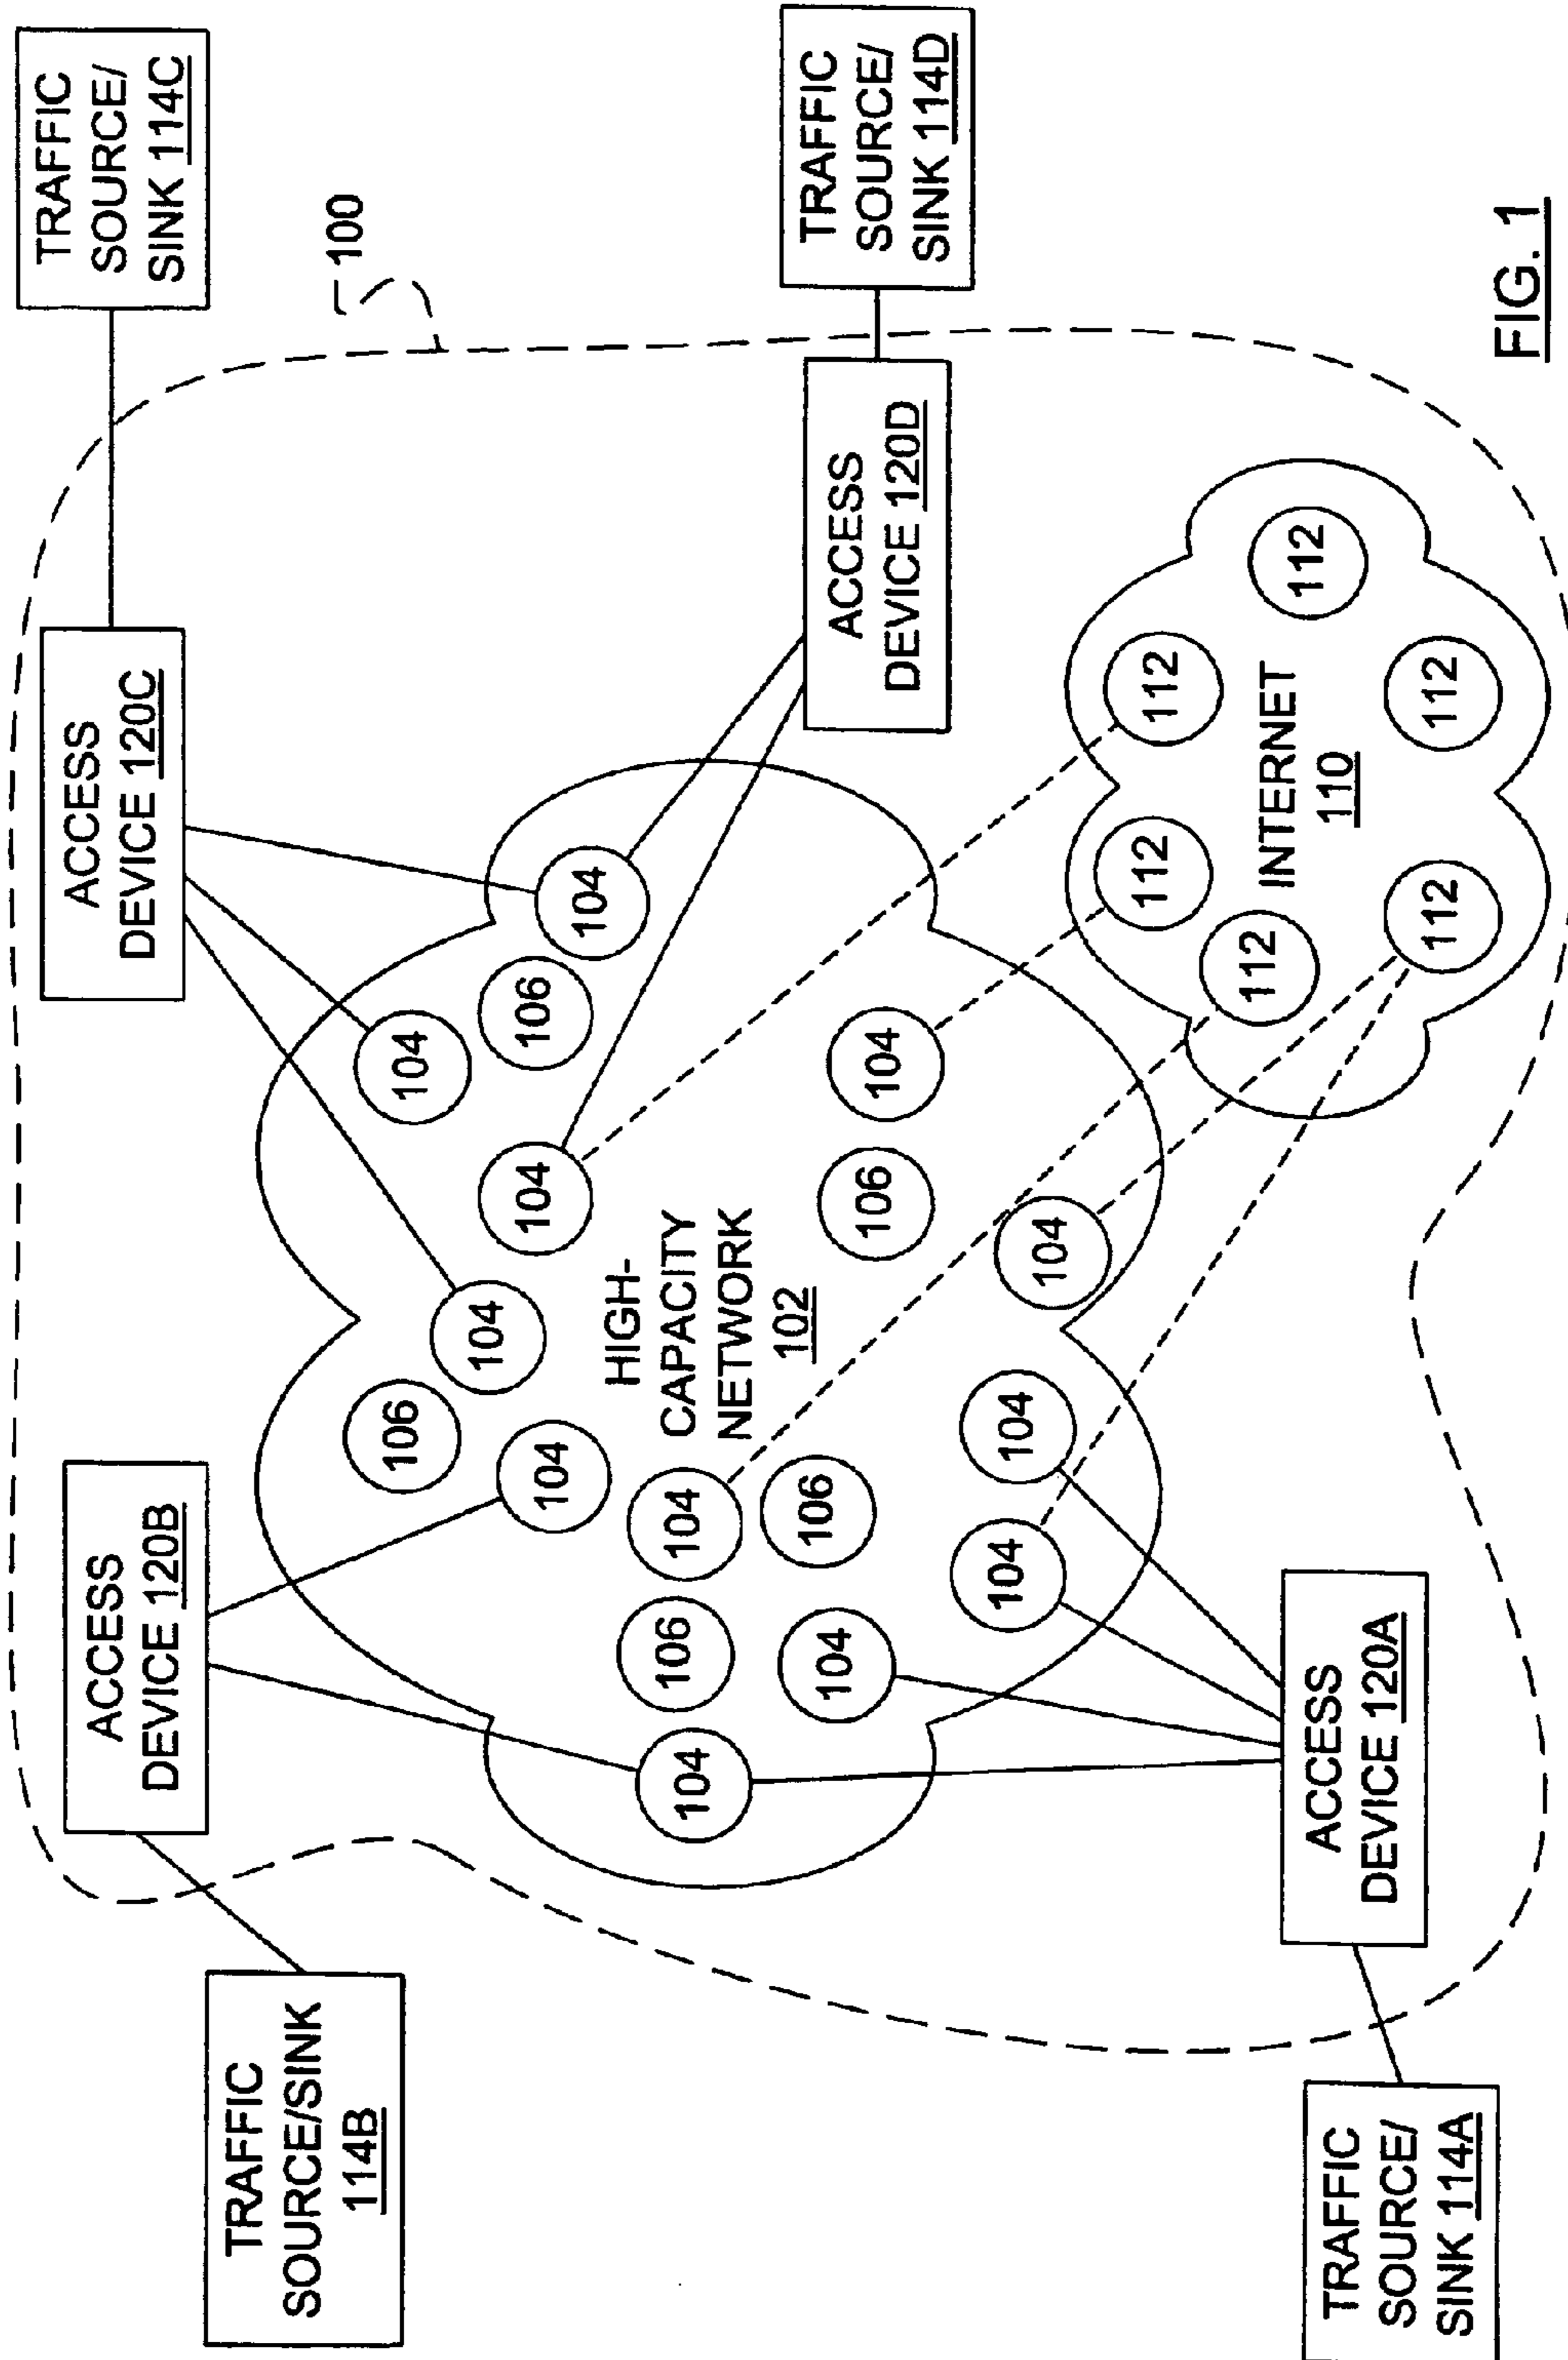 TRAFFIC
SOURCE/
SINK 114C
ACCESS
DEVICE 120B
ACCESS
DEVICE 120C
TRAFFIC
SOURCE/SINK
114B
100
106
104
104
104
106
104
104
104
106
104
104
HIGH-
CAPACITY
NETWORK
102
106
104
106
104
104
104
104
TRAFFIC
SOURCE/
SINK 114D
ACCESS
DEVICE 120D
112
112
112
112
INTERNET
110
112
112
ACCESS
DEVICE 120A
TRAFFIC
SOURCE/
SINK 114A
FIG. 1